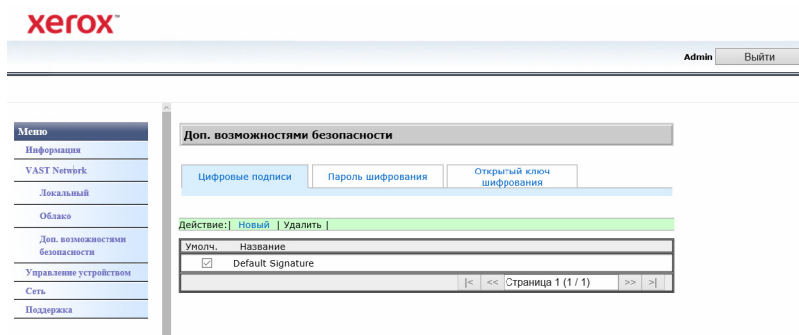 xerox™
Admin Выйти
Меню
Информация
VAST Network
Локальный
Облако
Доп. возможностями
безопасности
Управление устройством
Сеть
Поддержка
Доп. возможностями безопасности
Цифровые подписи
Пароль шифрования
Открытый ключ
шифрования
Действие:| Новый | Удалить |
Умолч. Название
Default Signature
|< << Страница 1 (1 / 1) >> >|